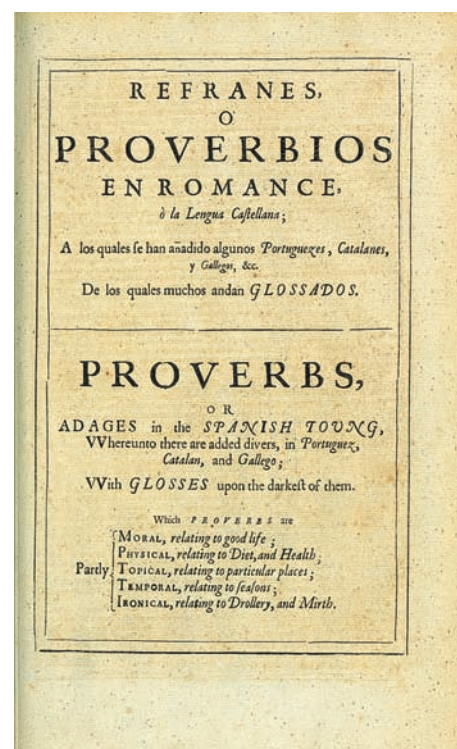 REFRANES,
O
PROVERBIOS
EN ROMANCE,
ò la Lengua Caſtellana;
A los quales ſe han añadido algunos Portuguezes, Catalanes,
y Gallegos, &c.
De los quales muchos andan GLOSSADOS.
PROVERBS,
OR
ADAGES in the SPANISH TOUNG,
VVhereunto there are added divers, in Portuguez,
Catalan, and Gallego;
VVith GLOSSES upon the darkeſt of them.
Which PROVERBS are
MORAL, relating to good life;
PHYSICAL, relating to Diet, and Health;
Partly TOPICAL, relating to particular places;
TEMPORAL, relating to ſeaſons;
IRONICAL, relating to Drollery, and Mirth.